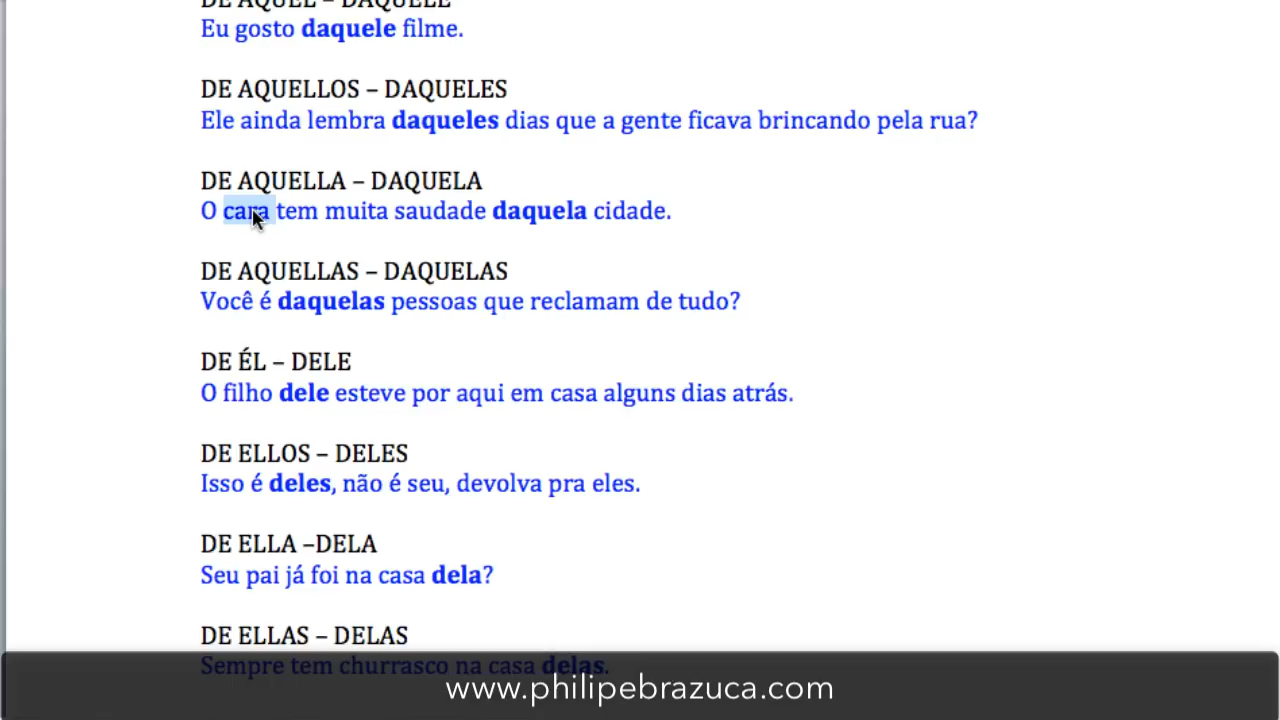 DE AQUEL – DAQUELE
Eu gosto daquele filme.
DE AQUELLOS – DAQUELES
Ele ainda lembra daqueles dias que a gente ficava brincando pela rua?
DE AQUELLA – DAQUELA
O cara tem muita saudade daquela cidade.
DE AQUELLAS – DAQUELAS
Você é daquelas pessoas que reclamam de tudo?
DE ÉL – DELE
O filho dele esteve por aqui em casa alguns dias atrás.
DE ELLOS – DELES
Isso é deles, não é seu, devolva pra eles.
DE ELLA –DELA
Seu pai já foi na casa dela?
DE ELLAS – DELAS
Sempre tem churrasco na casa delas.
www.philipebrazuca.com